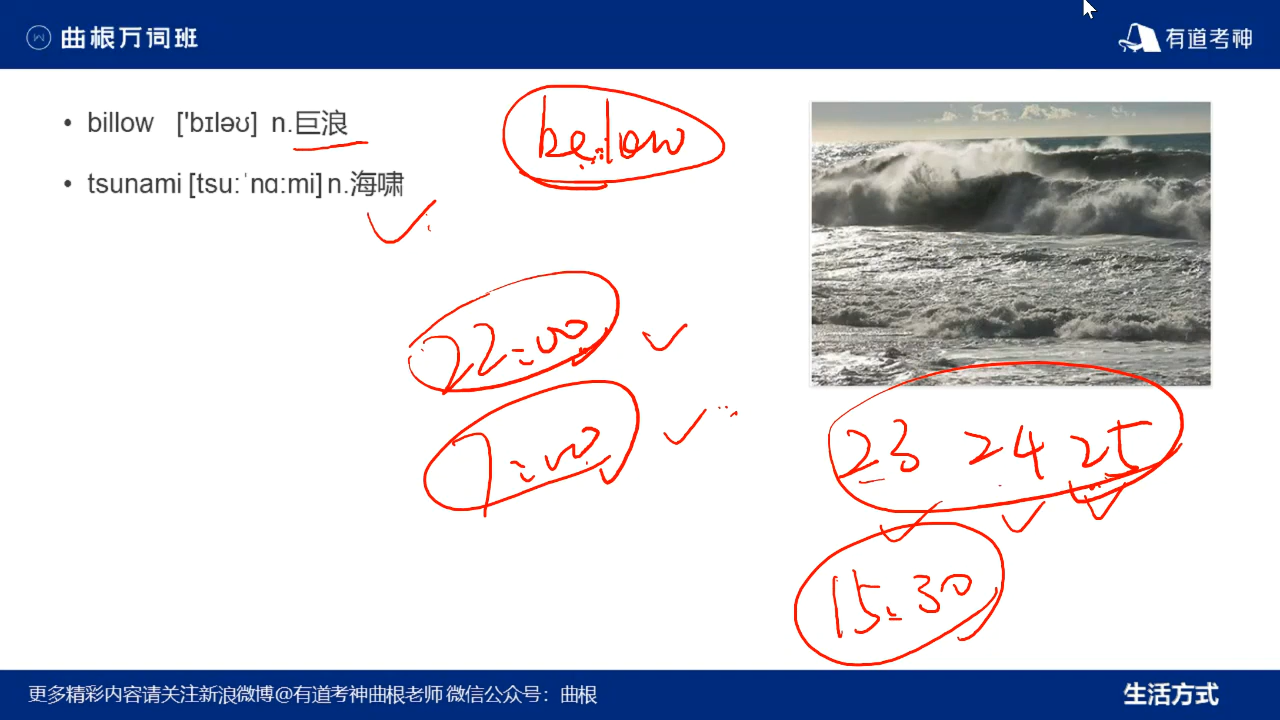 曲根万词班
有道考神
• billow ['bɪləʊ] n.巨浪
below
• tsunami [tsuːˈnɑːmi] n.海啸
22:00
7:00
23 24 25
15:30
更多精彩内容请关注新浪微博@有道考神曲根老师 微信公众号：曲根
生活方式